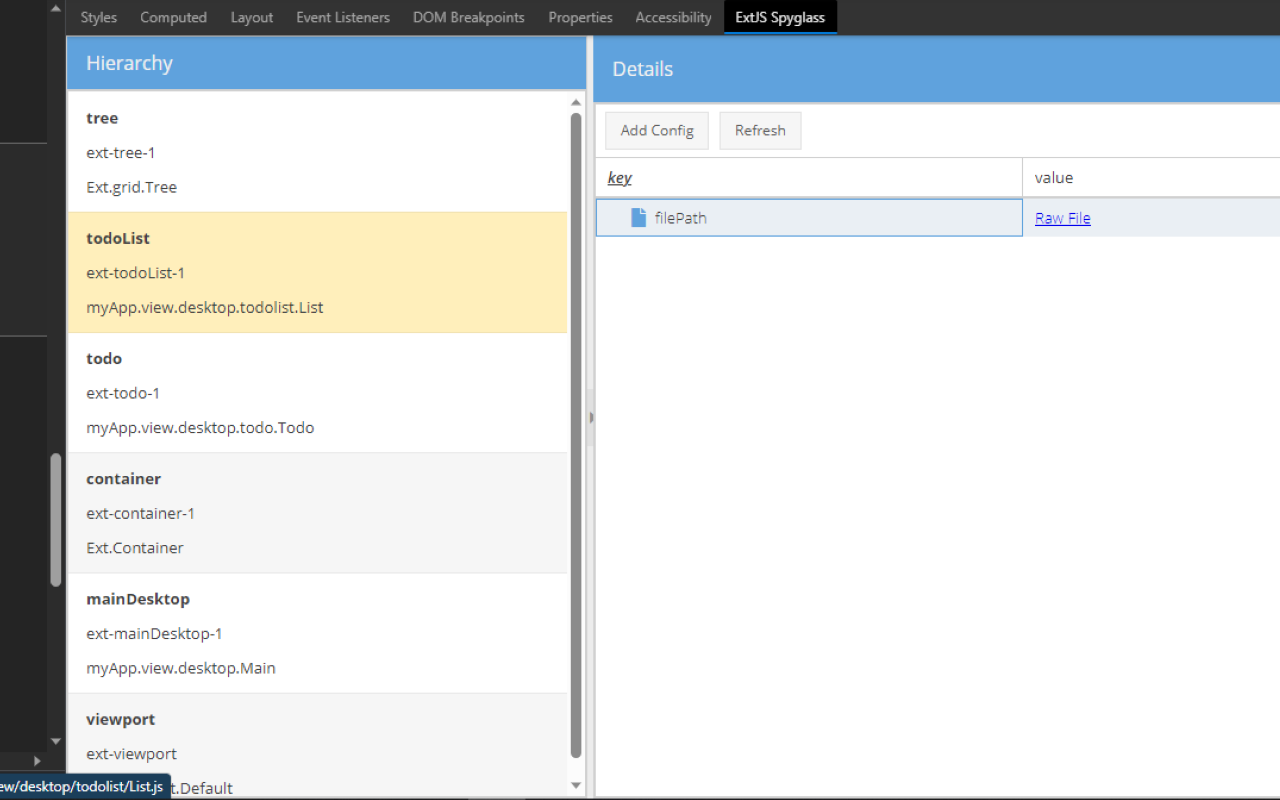 Styles Computed Layout Event Listeners DOM Breakpoints Properties Accessibility ExtJS Spyglass
Hierarchy
tree
ext-tree-1
Ext.grid.Tree
todoList
ext-todoList-1
myApp.view.desktop.todolist.List
todo
ext-todo-1
myApp.view.desktop.todo.Todo
container
ext-container-1
Ext.Container
mainDesktop
ext-mainDesktop-1
myApp.view.desktop.Main
viewport
ext-viewport
t.Default
ew/desktop/todolist/List.js
Details
Add Config Refresh
key value
filePath Raw File